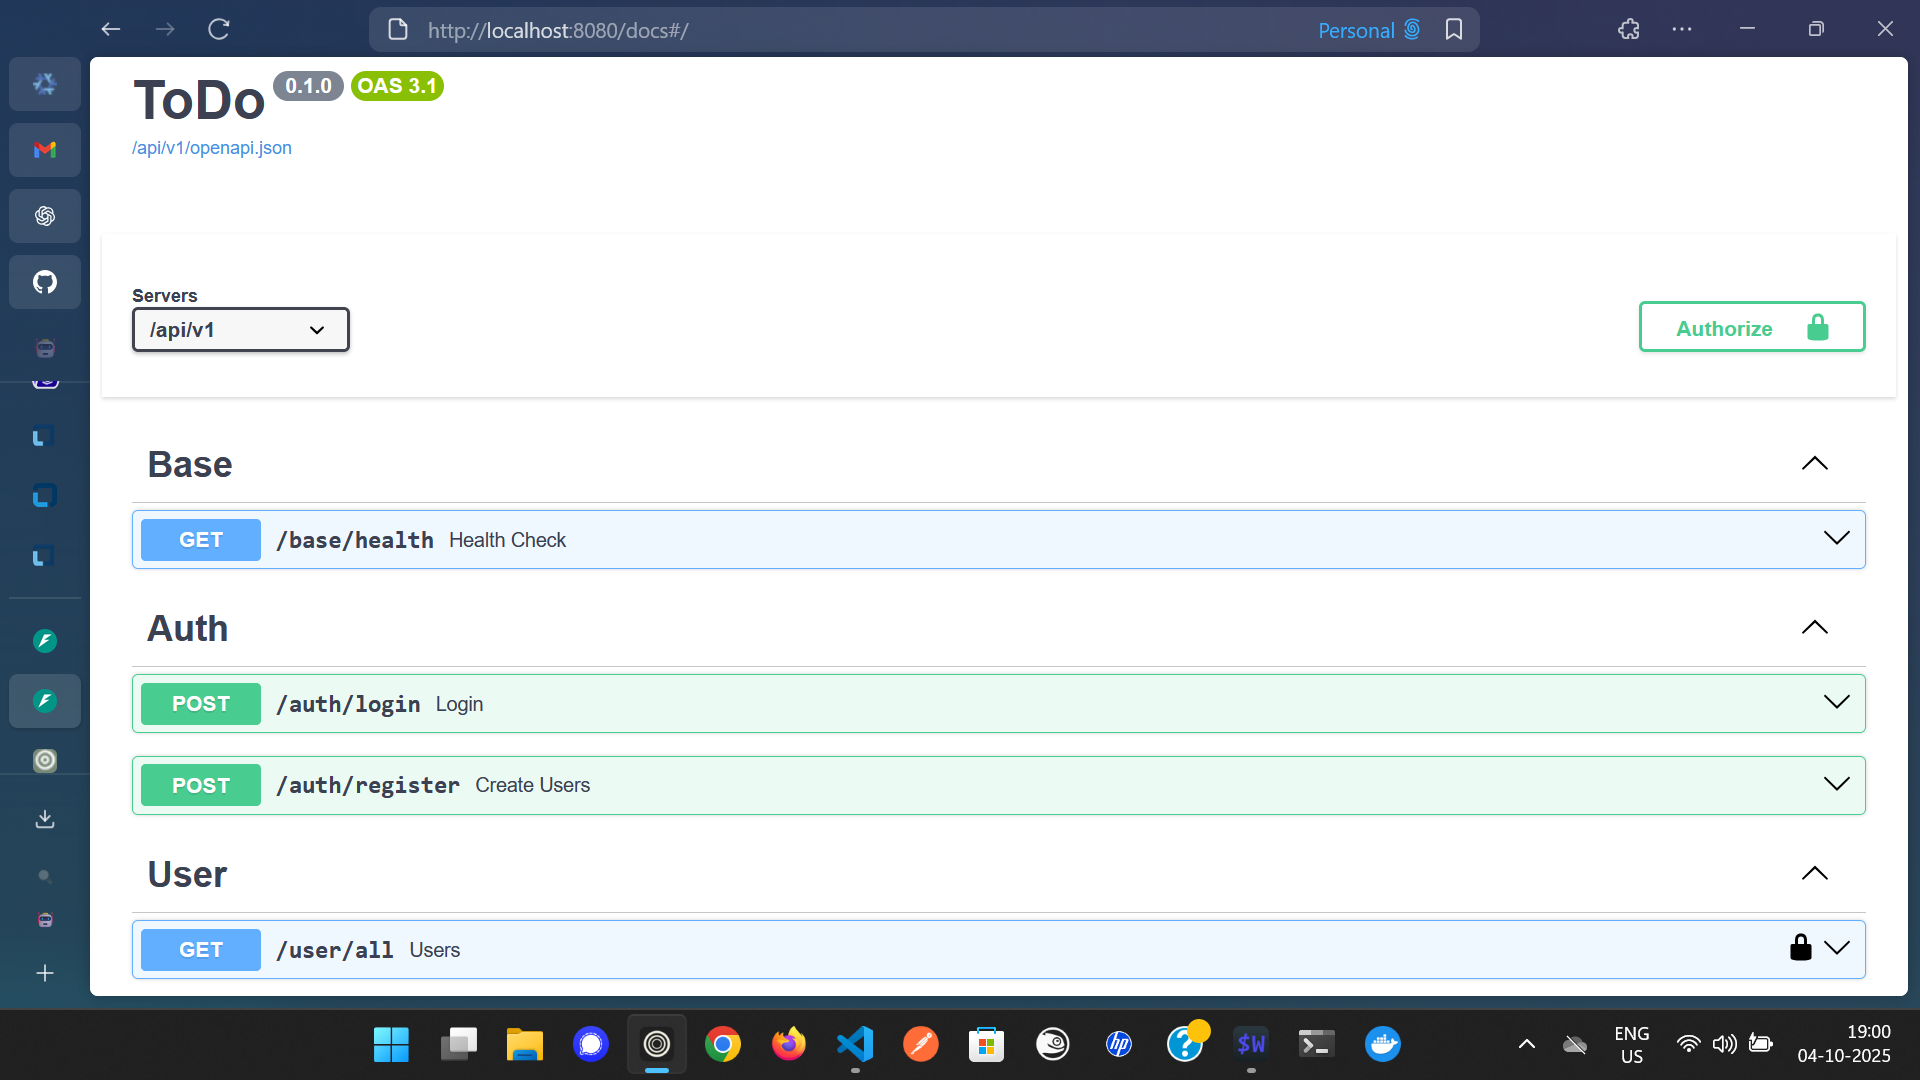 http://localhost:8080/docs#/
Personal
ToDo 0.1.0 OAS 3.1
/api/v1/openapi.json
Servers
/api/v1
Authorize
Base
GET /base/health Health Check
Auth
POST /auth/login Login
POST /auth/register Create Users
User
GET /user/all Users
hp
?
$W
ENG
US
19:00
04-10-2025